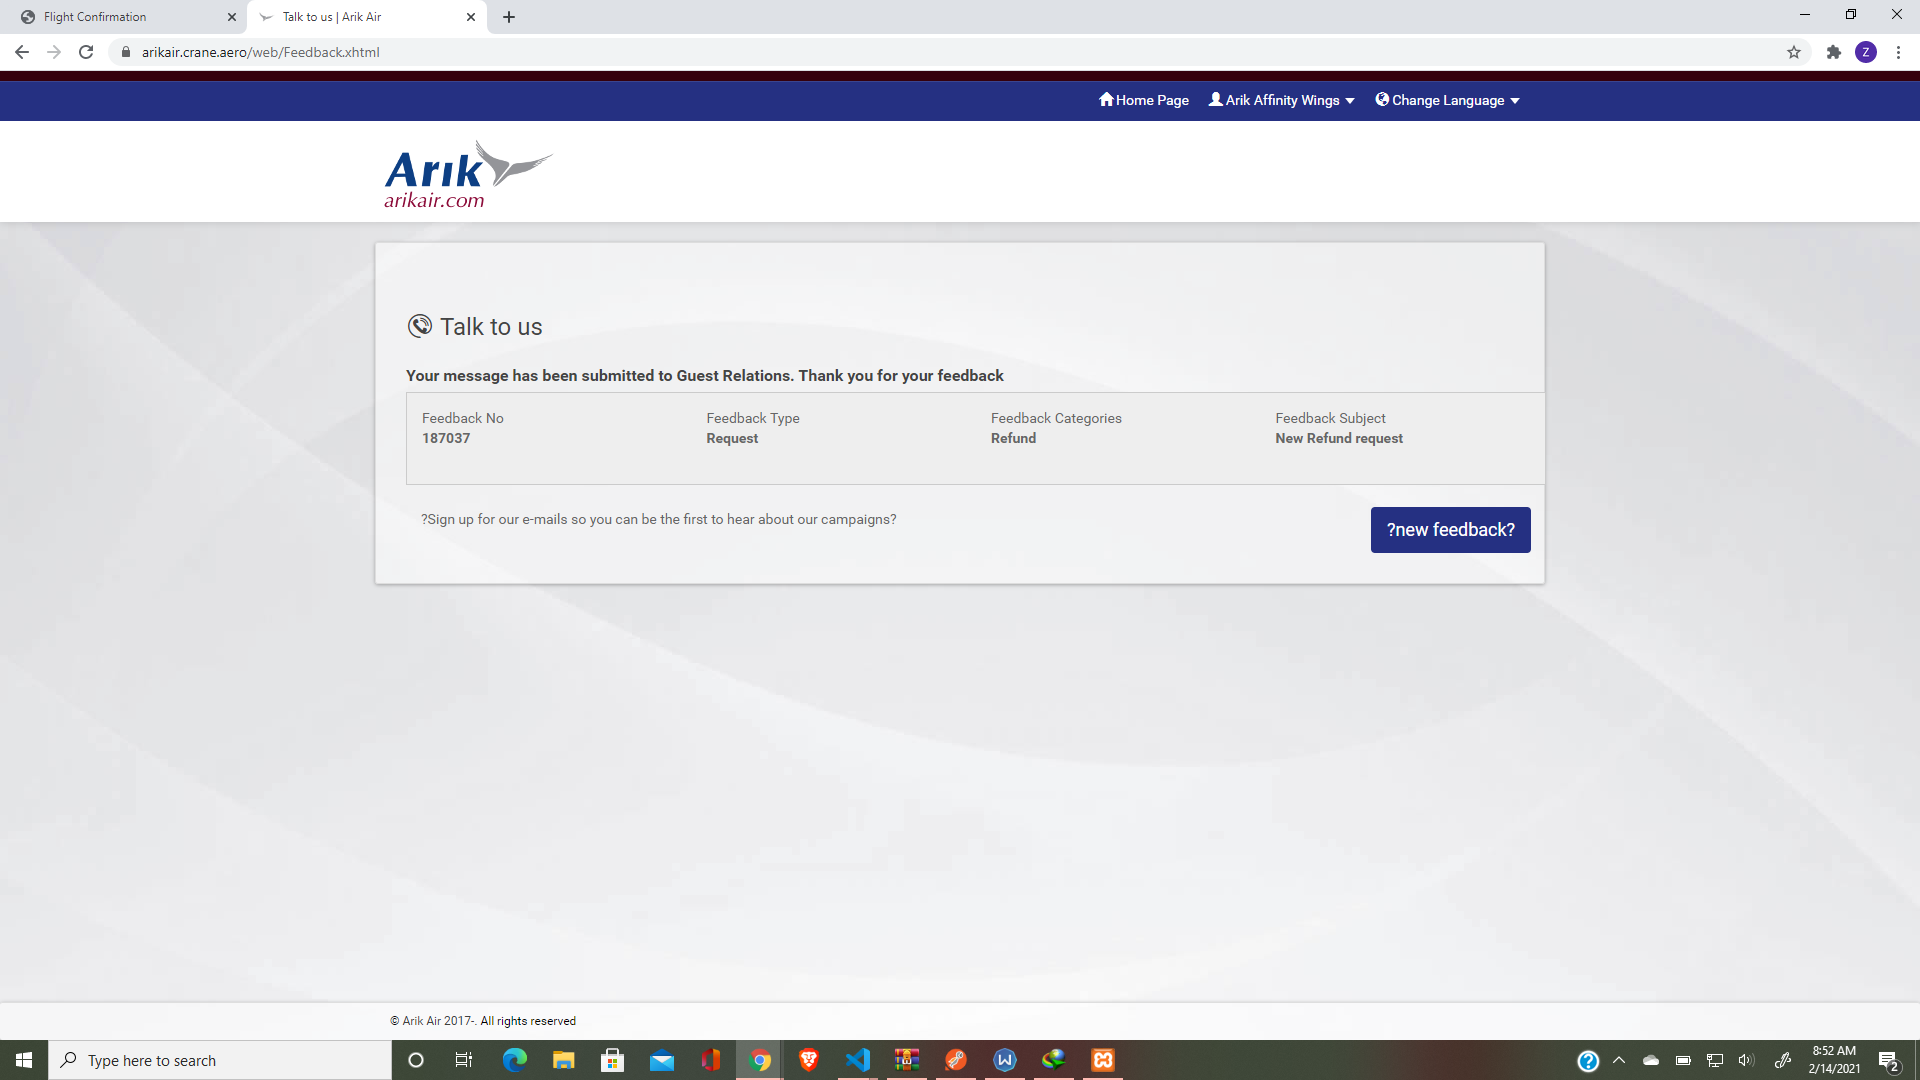 Flight Confirmation
Talk to us | Arik Air
arikair.crane.aero/web/Feedback.xhtml
Z
Home Page
Arik Affinity Wings
Change Language
Arık
arikair.com
Talk to us
Your message has been submitted to Guest Relations. Thank you for your feedback
Feedback No
187037
Feedback Type
Request
Feedback Categories
Refund
Feedback Subject
New Refund request
?Sign up for our e-mails so you can be the first to hear about our campaigns?
?new feedback?
© Arik Air 2017-. All rights reserved
Type here to search
W
?
8:52 AM
2/14/2021
2